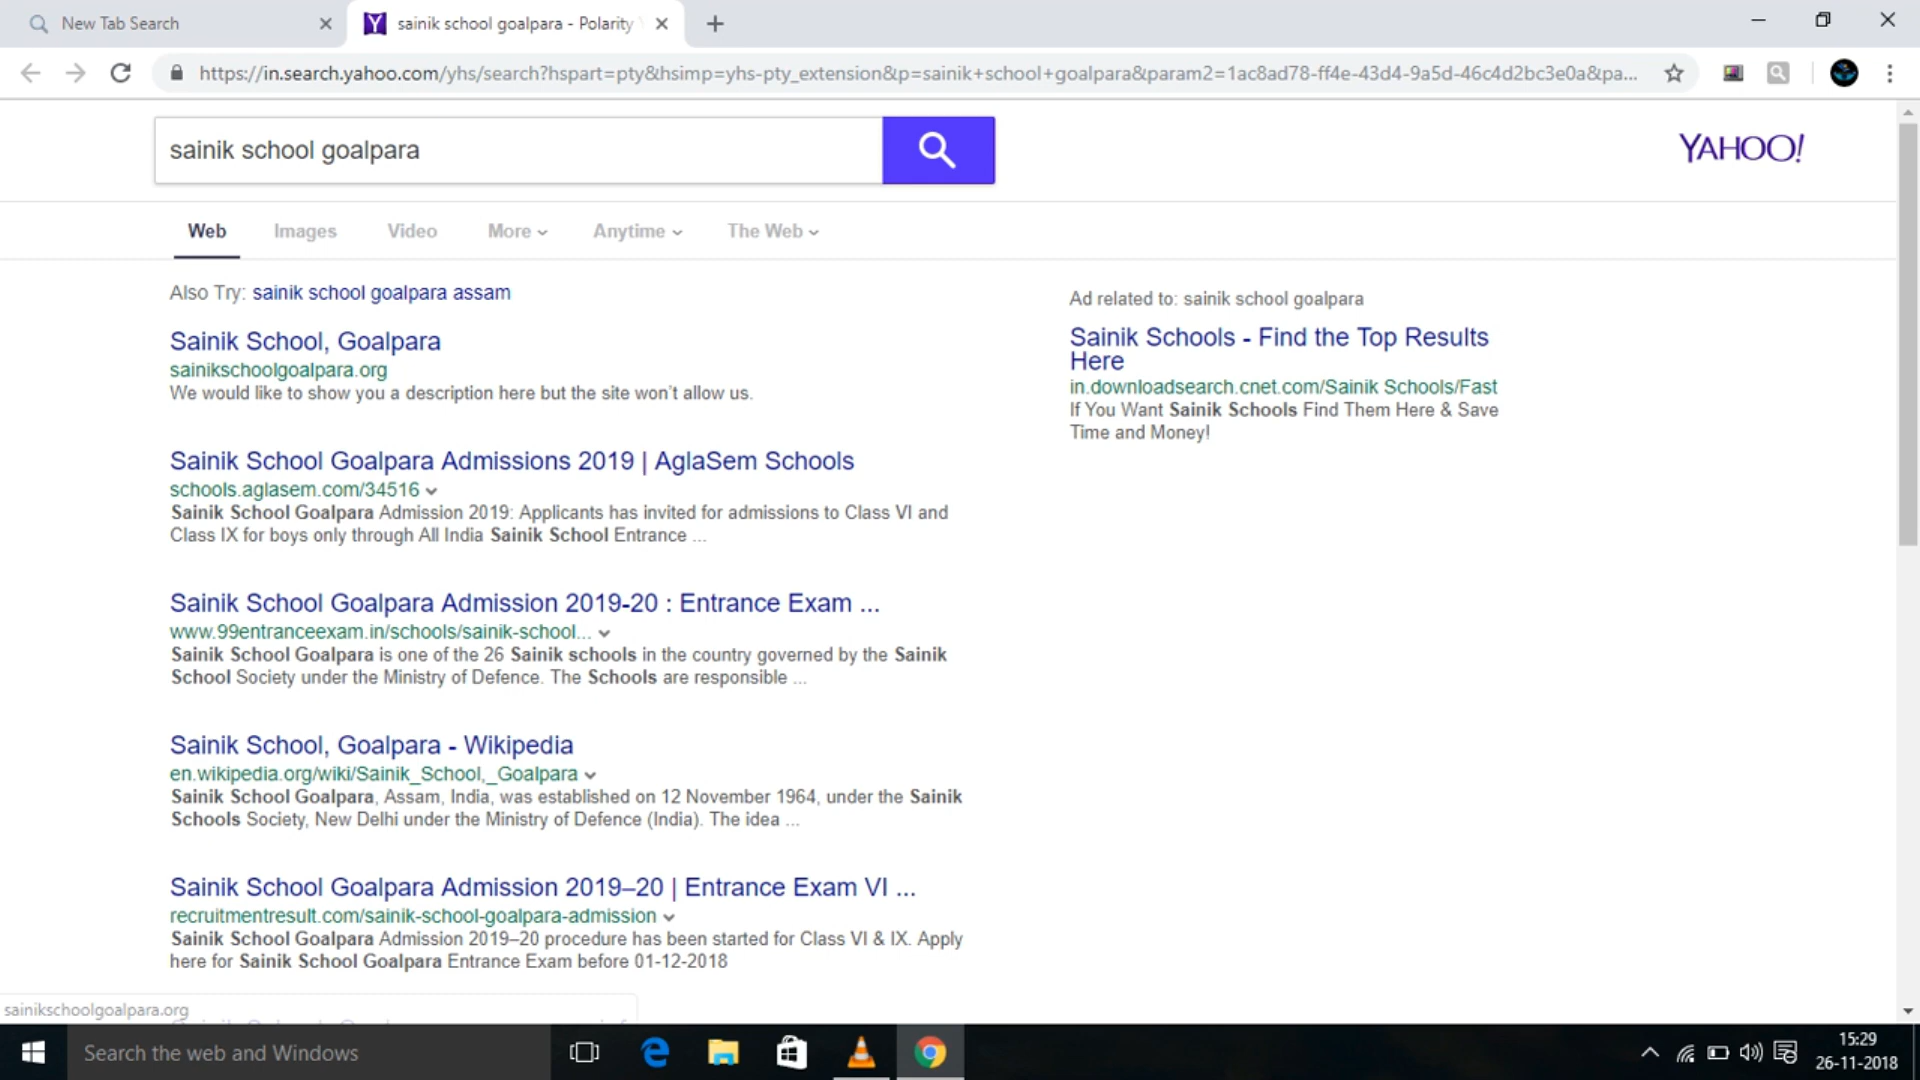 New Tab Search
sainik school goalpara - Polarity
https://in.search.yahoo.com/yhs/search?hspart=pty&hsimp=yhs-pty_extension&p=sainik+school+goalpara&param2=1ac8ad78-ff4e-43d4-9a5d-46c4d2bc3e0a&pa...
sainik school goalpara
YAHOO!
Web Images Video More Anytime The Web
Also Try: sainik school goalpara assam
Sainik School, Goalpara
sainikschoolgoalpara.org
We would like to show you a description here but the site won't allow us.
Sainik School Goalpara Admissions 2019 | AglaSem Schools
schools.aglasem.com/34516
Sainik School Goalpara Admission 2019: Applicants has invited for admissions to Class VI and
Class IX for boys only through All India Sainik School Entrance ...
Sainik School Goalpara Admission 2019-20 : Entrance Exam ...
www.99entranceexam.in/schools/sainik-school...
Sainik School Goalpara is one of the 26 Sainik schools in the country governed by the Sainik
School Society under the Ministry of Defence. The Schools are responsible ...
Sainik School, Goalpara - Wikipedia
en.wikipedia.org/wiki/Sainik_School,_Goalpara
Sainik School Goalpara, Assam, India, was established on 12 November 1964, under the Sainik
Schools Society, New Delhi under the Ministry of Defence (India). The idea ...
Sainik School Goalpara Admission 2019–20 | Entrance Exam VI ...
recruitmentresult.com/sainik-school-goalpara-admission
Sainik School Goalpara Admission 2019–20 procedure has been started for Class VI & IX. Apply
here for Sainik School Goalpara Entrance Exam before 01-12-2018
Ad related to: sainik school goalpara
Sainik Schools - Find the Top Results
Here
in.downloadsearch.cnet.com/Sainik Schools/Fast
If You Want Sainik Schools Find Them Here & Save
Time and Money!
sainikschoolgoalpara.org
Search the web and Windows
15:29
26-11-2018